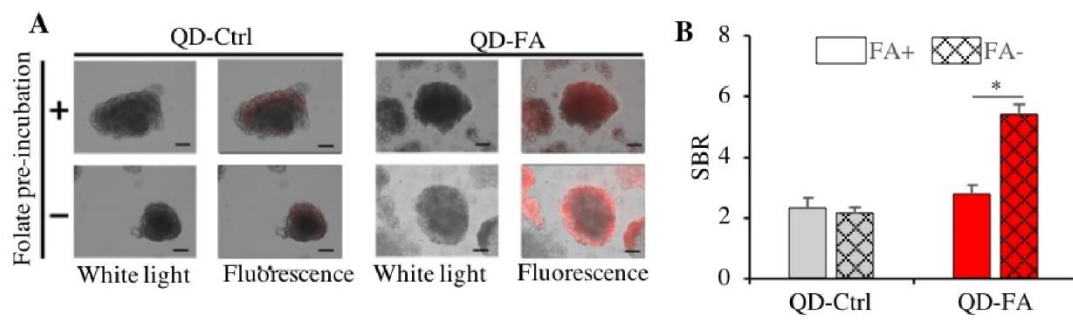 A
QD-Ctrl
QD-FA
Folate pre-incubation
+
−
White light
Fluorescence
White light
Fluorescence
B
SBR
8
6
4
2
0
FA+
FA-
*
QD-Ctrl
QD-FA